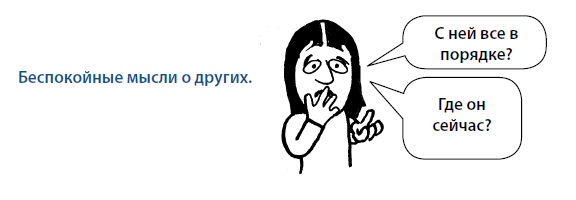 Беспокойные мысли о других.
С ней все в
порядке?
Где он
сейчас?